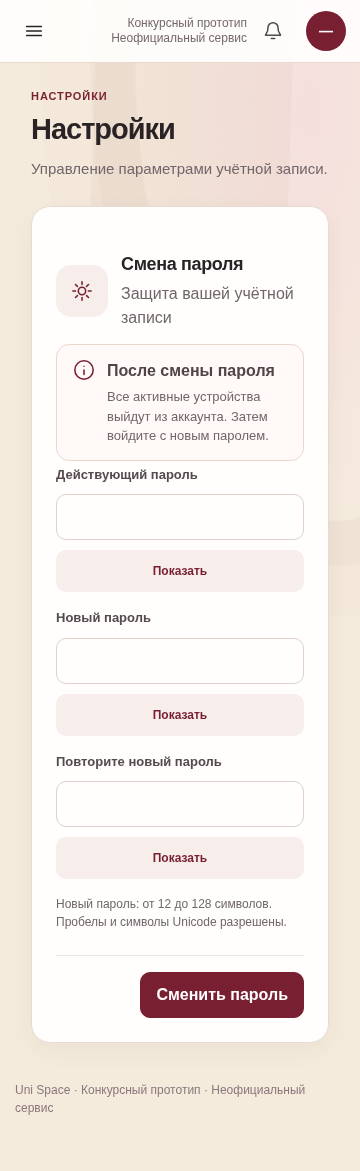 Конкурсный прототип
Неофициальный сервис
—
НАСТРОЙКИ
Настройки
Управление параметрами учётной записи.
Смена пароля
Защита вашей учётной
записи
После смены пароля
Все активные устройства
выйдут из аккаунта. Затем
войдите с новым паролем.
Действующий пароль
Показать
Новый пароль
Показать
Повторите новый пароль
Показать
Новый пароль: от 12 до 128 символов.
Пробелы и символы Unicode разрешены.
Сменить пароль
Uni Space · Конкурсный прототип · Неофициальный
сервис